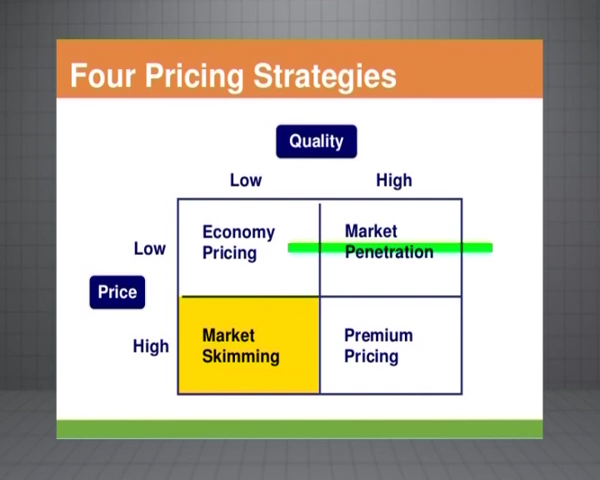 Four Pricing Strategies
Quality
Low High
Low
Economy
Pricing
Market
Penetration
Price
High
Market
Skimming
Premium
Pricing